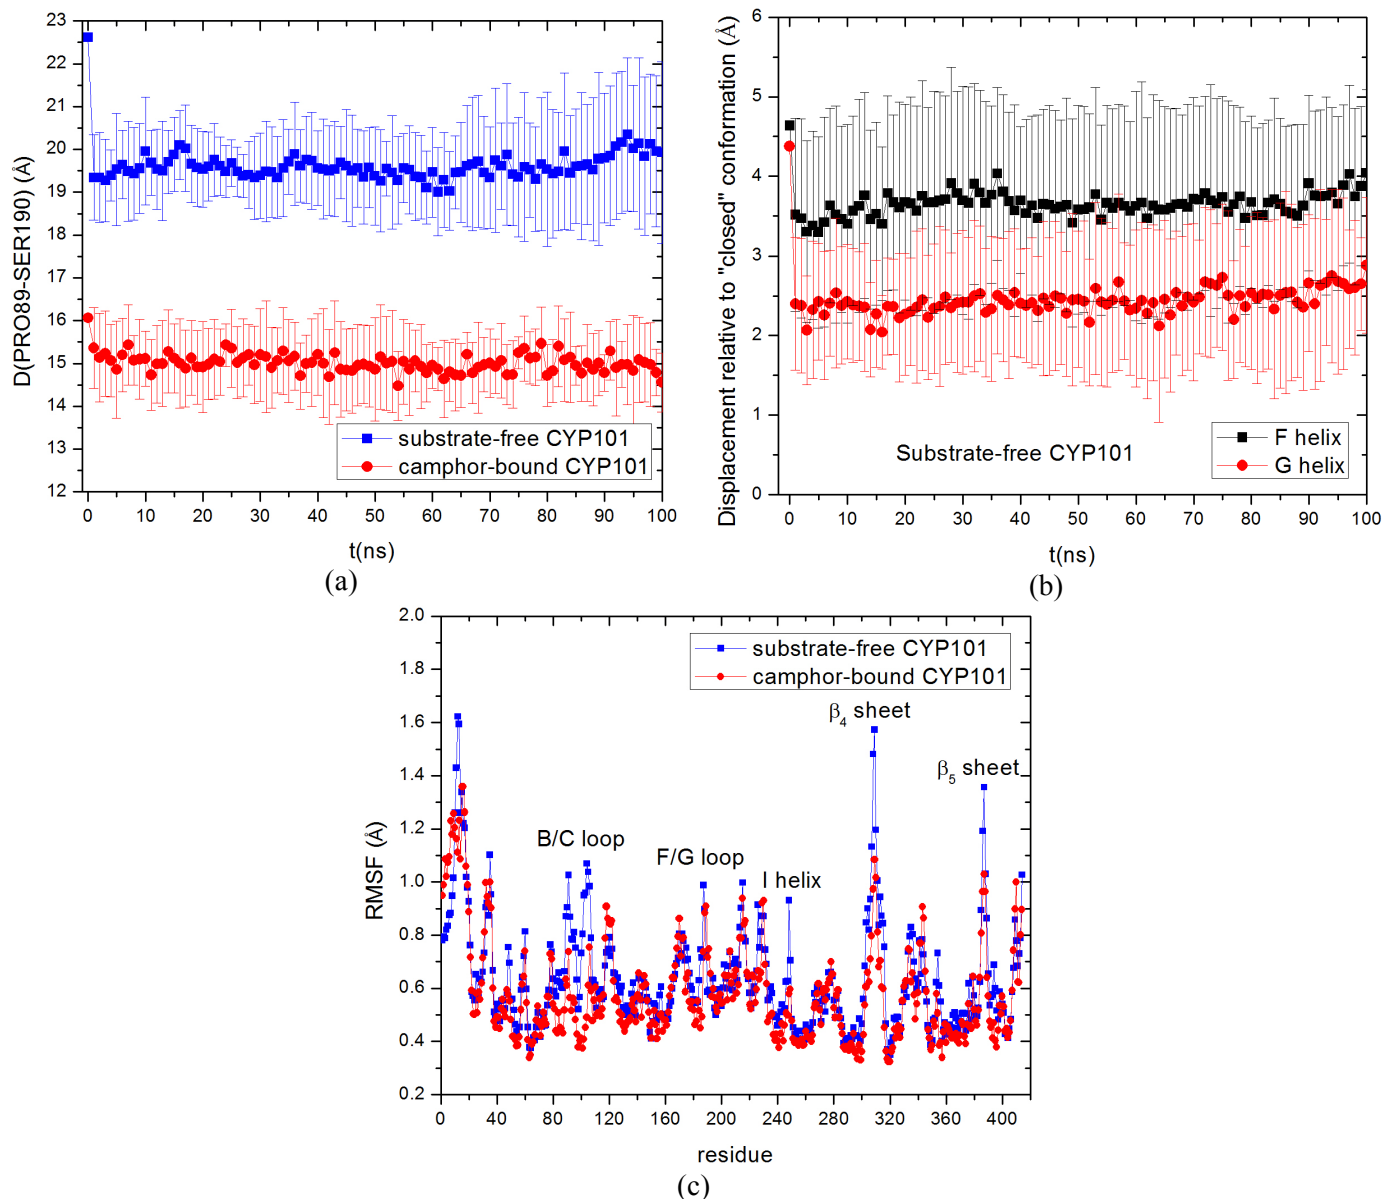 D(PRO89-SER190) (Å)
23
22
21
20
19
18
17
16
15
14
13
12
substrate-free CYP101
camphor-bound CYP101
0 10 20 30 40 50 60 70 80 90 100
t(ns)
(a)
Displacement relative to "closed" conformation (Å)
6
5
4
3
2
1
0
Substrate-free CYP101
F helix
G helix
0 10 20 30 40 50 60 70 80 90 100
t(ns)
(b)
RMSF (Å)
2.0
1.8
1.6
1.4
1.2
1.0
0.8
0.6
0.4
0.2
substrate-free CYP101
camphor-bound CYP101
β₄ sheet
β₅ sheet
B/C loop
F/G loop
I helix
0 40 80 120 160 200 240 280 320 360 400
residue
(c)